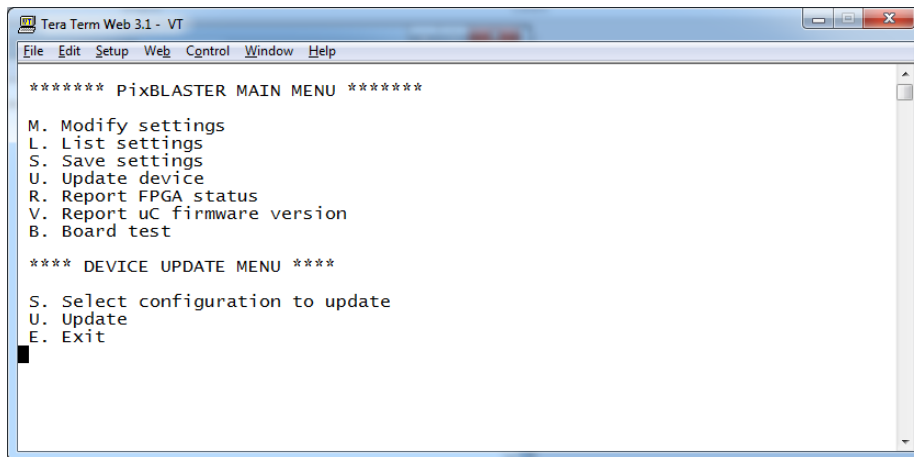 Tera Term Web 3.1 - VT
File Edit Setup Web Control Window Help
******* PixBLASTER MAIN MENU *******
M. Modify settings
L. List settings
S. Save settings
U. Update device
R. Report FPGA status
V. Report uC firmware version
B. Board test
**** DEVICE UPDATE MENU ****
S. Select configuration to update
U. Update
E. Exit